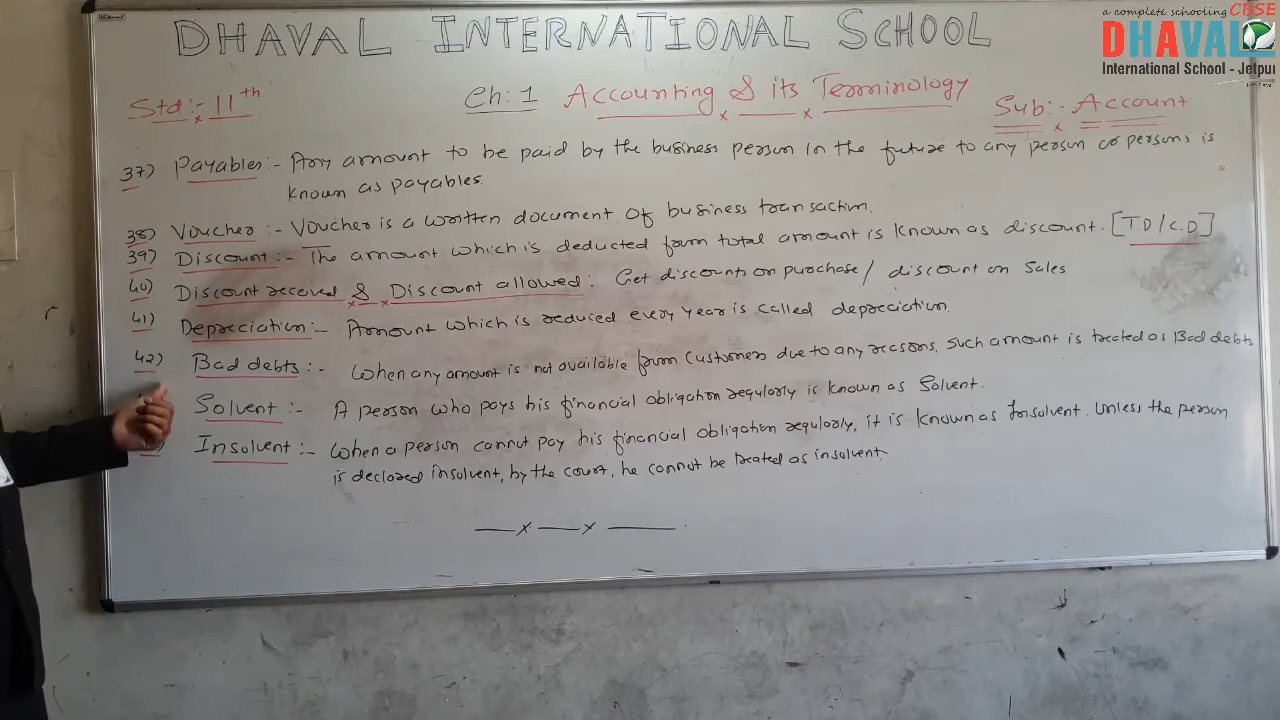 a complete schooling CBSE
DHAVAL
International School - Jetpur
DHAVAL INTERNATIONAL SCHOOL
Std:- 11th
Ch: 1 Accounting & its Terminology
Sub:- Account
37) Payables:- Any amount to be paid by the business person in the future to any person or persons is
known as payables.
38) Voucher:- Voucher is a written document of business transaction.
39) Discount:- The amount which is deducted from total amount is known as discount. [T.D/C.D]
40) Discount received & Discount allowed: Get discount on purchase/ discount on sales
41) Depreciation:- Amount which is reduced every year is called depreciation.
42) Bad debts:- When any amount is not available from customers due to any reasons, such amount is treated as Bad debts
Solvent:- A person who pays his financial obligation regularly is known as Solvent.
Insolvent:- When a person cannot pay his financial obligation regularly, it is known as Insolvent. Unless the person
is declared insolvent, by the court, he cannot be treated as insolvent.